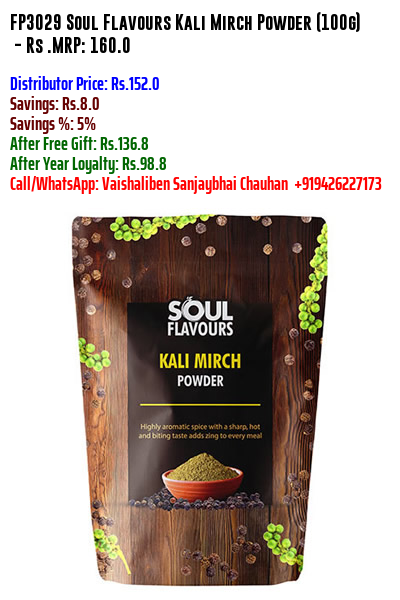 FP3029 Soul Flavours Kali Mirch Powder (100g)
- Rs .MRP: 160.0
Distributor Price: Rs.152.0
Savings: Rs.8.0
Savings %: 5%
After Free Gift: Rs.136.8
After Year Loyalty: Rs.98.8
Call/WhatsApp: Vaishaliben Sanjaybhai Chauhan +919426227173
SOUL
FLAVOURS
KALI MIRCH
POWDER
Highly aromatic spice with a sharp, hot
and biting taste adds zing to every meal